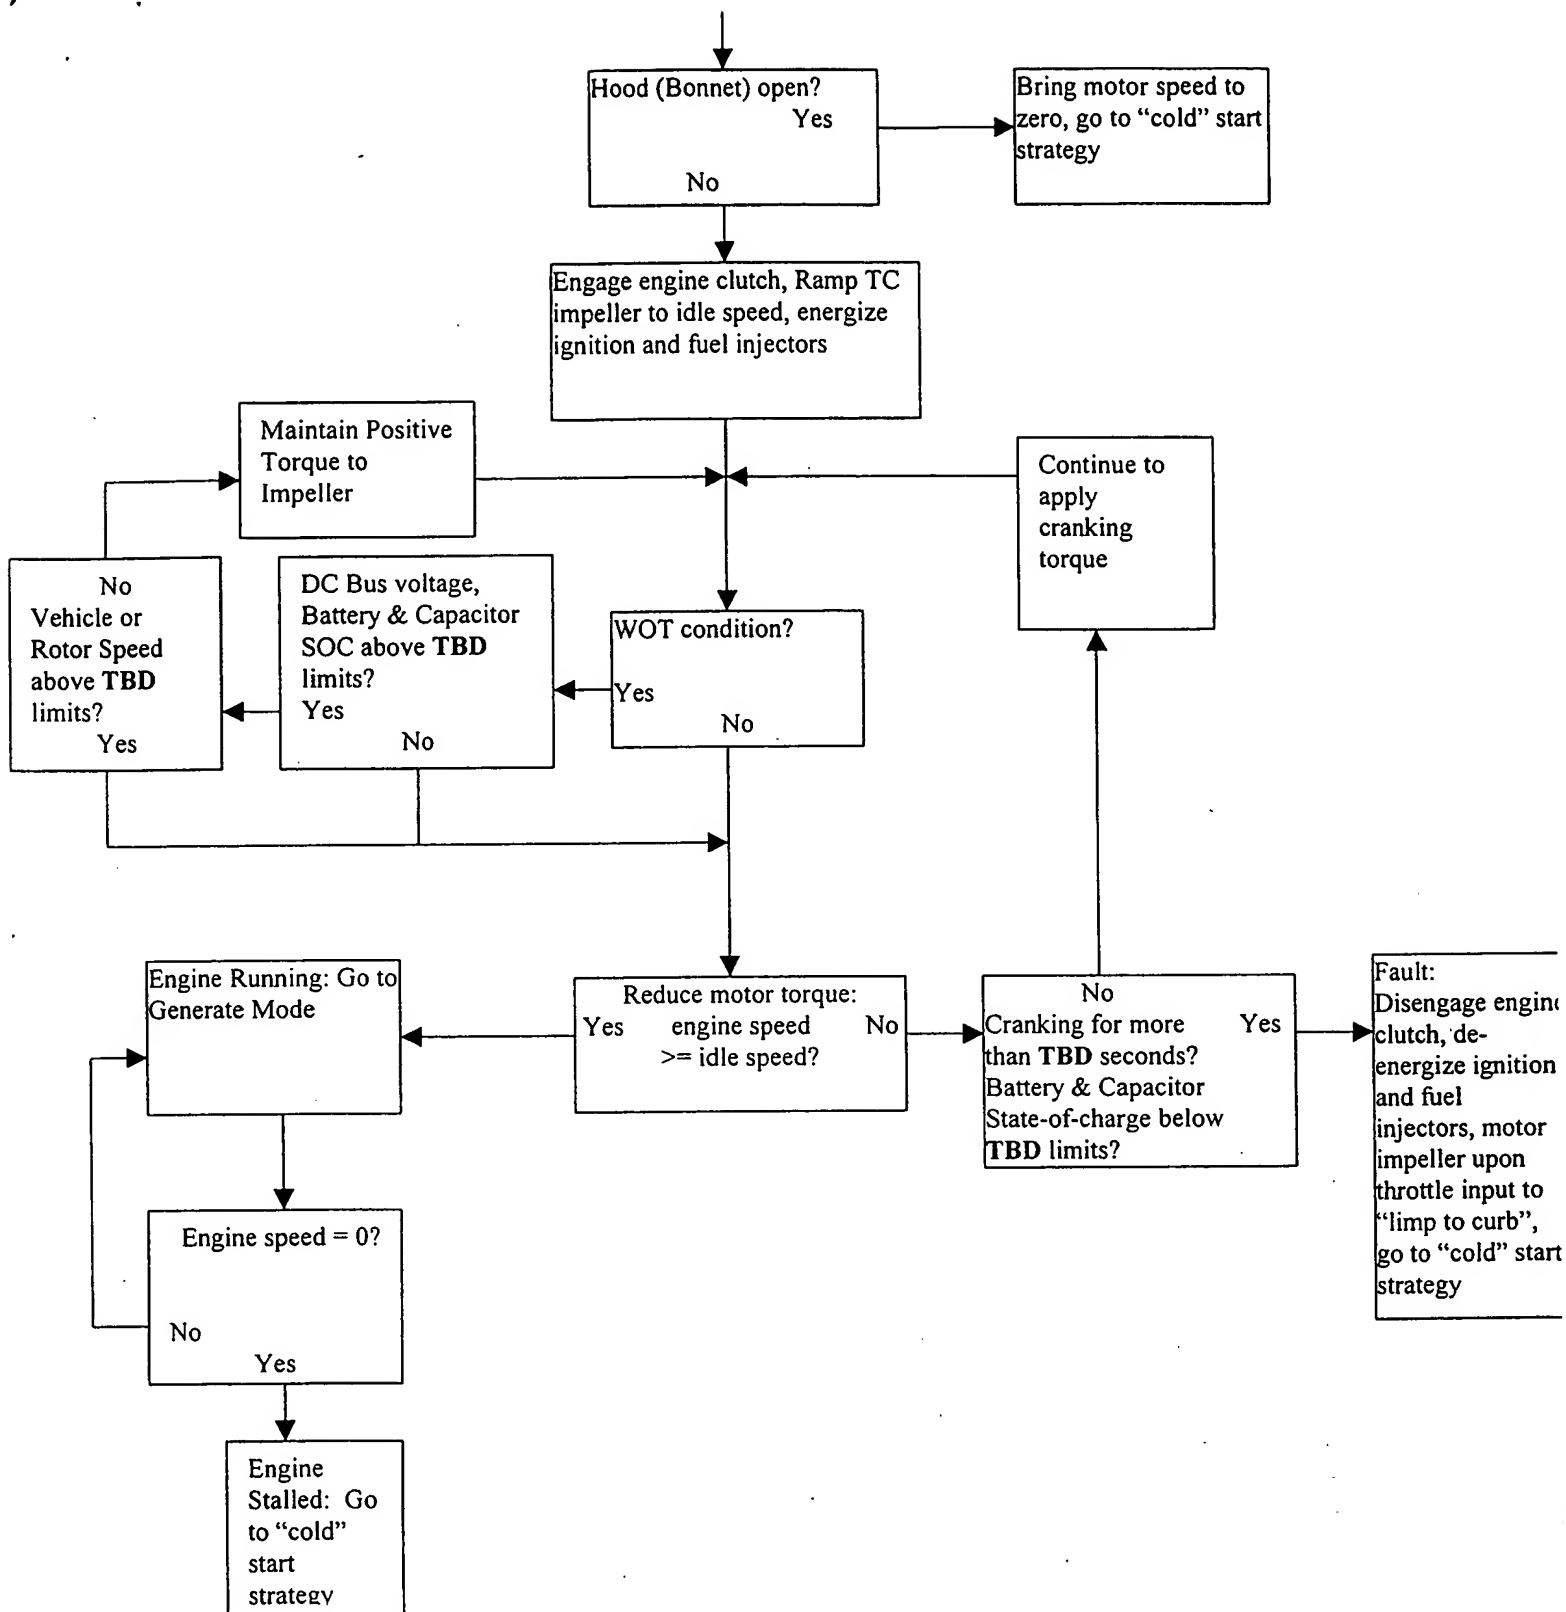 Hood (Bonnet) open?
Yes
No
Bring motor speed to
zero, go to “cold” start
strategy
Engage engine clutch, Ramp TC
impeller to idle speed, energize
ignition and fuel injectors
Maintain Positive
Torque to
Impeller
Continue to
apply
cranking
torque
No
Vehicle or
Rotor Speed
above TBD
limits?
Yes
DC Bus voltage,
Battery & Capacitor
SOC above TBD
limits?
Yes
No
WOT condition?
Yes
No
Engine Running: Go to
Generate Mode
Reduce motor torque:
Yes engine speed No
>= idle speed?
No
Cranking for more Yes
than TBD seconds?
Battery & Capacitor
State-of-charge below
TBD limits?
Fault:
Disengage engine
clutch, de-
energize ignition
and fuel
injectors, motor
impeller upon
throttle input to
“limp to curb”,
go to “cold” start
strategy
Engine speed = 0?
No
Yes
Engine
Stalled: Go
to “cold”
start
strategy